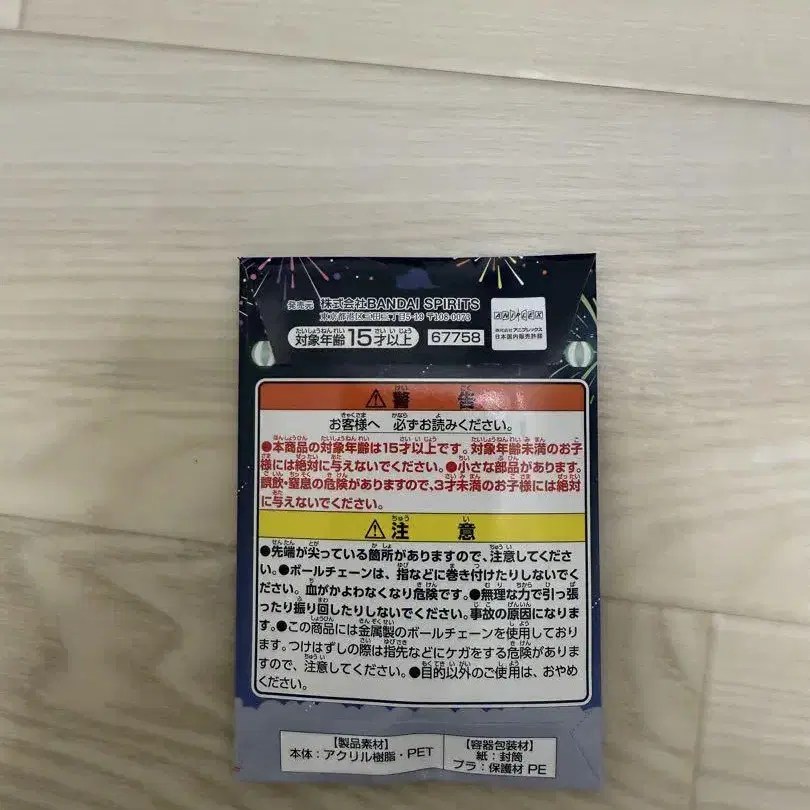 発売元 株式会社BANDAI SPIRITS
東京都港区三田三丁目5-19 〒108-0073
対象年齢15才以上 67758
ANIPLEX
株式会社アニプレックス
日本国内販売許諾
警告
お客様へ 必ずお読みください。
●本商品の対象年齢は15才以上です。対象年齢未満のお子
様には絶対に与えないでください。●小さな部品があります。
誤飲・窒息の危険がありますので、3才未満のお子様には絶対
に与えないでください。
注意
●先端が尖っている箇所がありますので、注意してくださ
い。●ボールチェーンは、指などに巻き付けたりしないでく
ださい。血がかよわなくなり危険です。●無理な力で引っ張
ったり振り回したりしないでください。事故の原因になりま
す。●この商品には金属製のボールチェーンを使用しており
ます。つけはずしの際は指先などにケガをする危険がありま
すので、注意してください。●目的以外のご使用は、おやめ
ください。
【製品素材】
本体：アクリル樹脂・PET
【容器包装材】
紙：封筒
プラ：保護材 PE